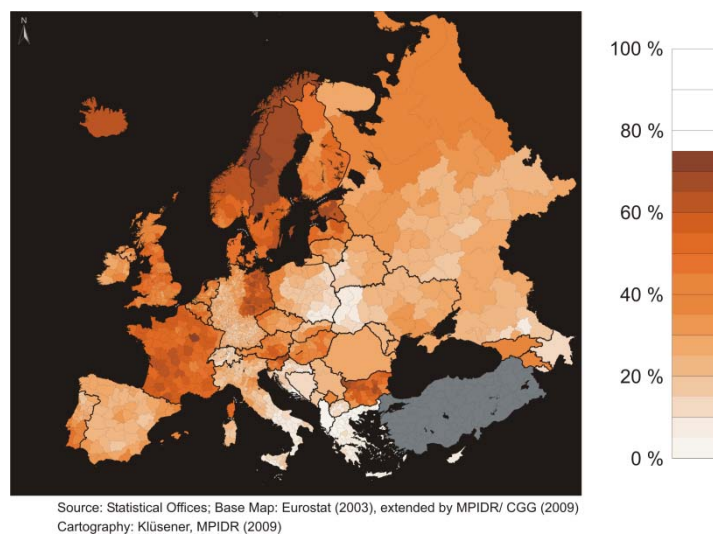 N
100 %
80 %
60 %
40 %
20 %
0 %
Source: Statistical Offices; Base Map: Eurostat (2003), extended by MPIDR/ CGG (2009)
Cartography: Klüsener, MPIDR (2009)